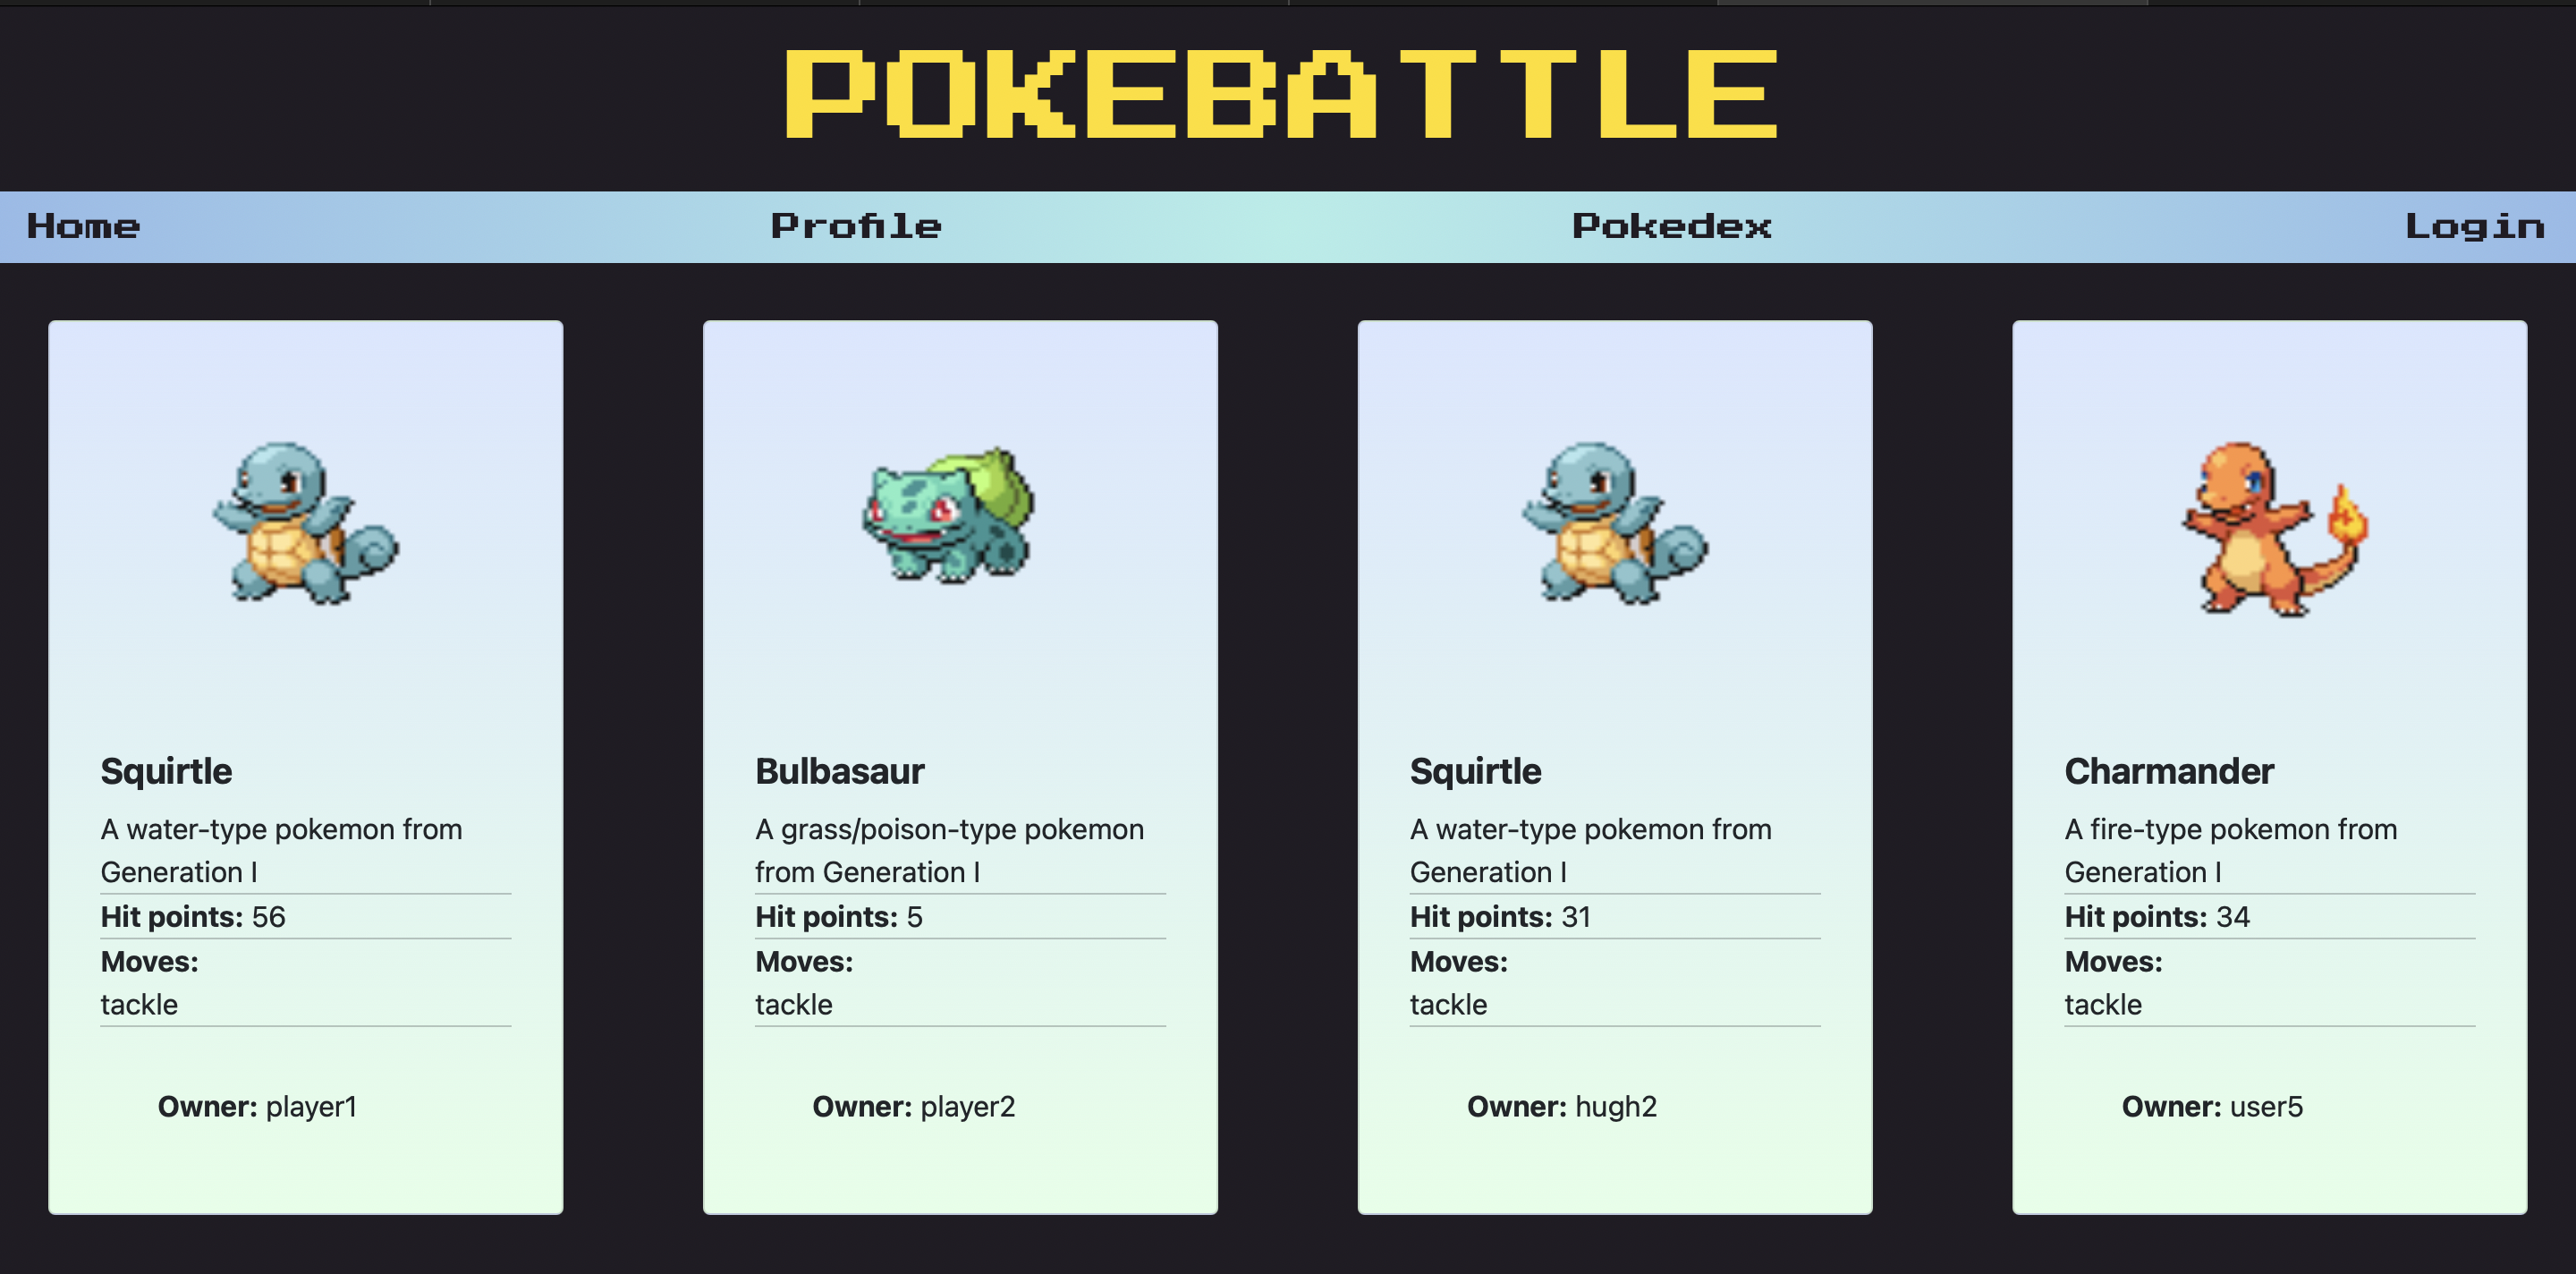 POKEBATTLE
Home Profile Pokedex Login
Squirtle
A water-type pokemon from
Generation I
Hit points: 56
Moves:
tackle
Owner: player1
Bulbasaur
A grass/poison-type pokemon
from Generation I
Hit points: 5
Moves:
tackle
Owner: player2
Squirtle
A water-type pokemon from
Generation I
Hit points: 31
Moves:
tackle
Owner: hugh2
Charmander
A fire-type pokemon from
Generation I
Hit points: 34
Moves:
tackle
Owner: user5